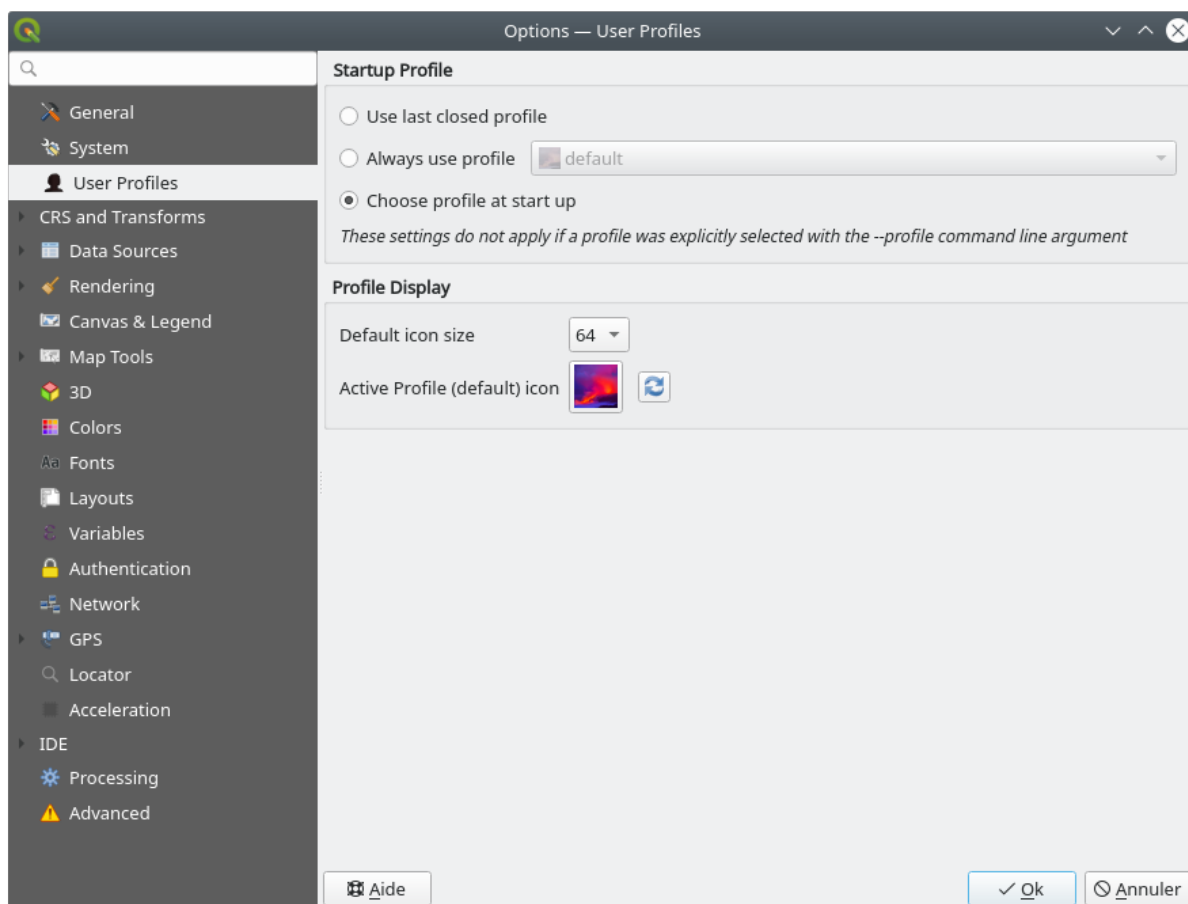 Options — User Profiles
General
System
User Profiles
CRS and Transforms
Data Sources
Rendering
Canvas & Legend
Map Tools
3D
Colors
Aa Fonts
Layouts
Variables
Authentication
Network
GPS
Locator
Acceleration
IDE
Processing
Advanced
Startup Profile
Use last closed profile
Always use profile default
Choose profile at start up
These settings do not apply if a profile was explicitly selected with the --profile command line argument
Profile Display
Default icon size 64
Active Profile (default) icon
Aide
Ok
Annuler